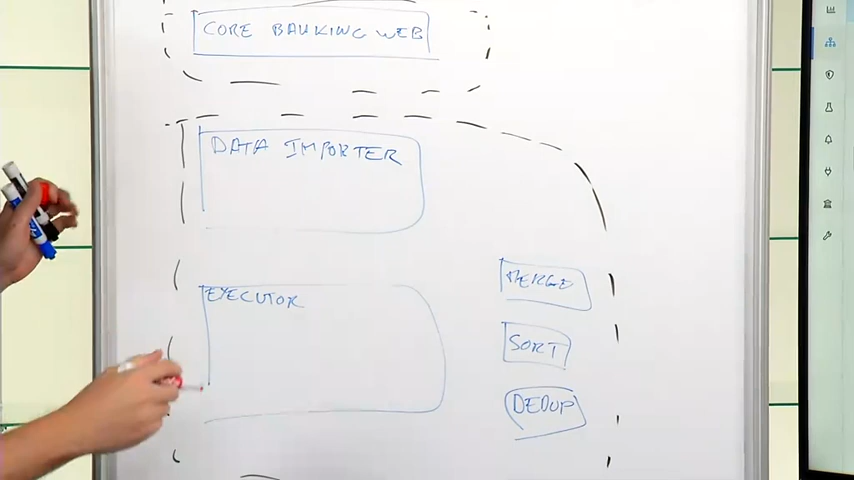 CORE BANKING WEB
DATA IMPORTER
EXECUTOR
MERGE
SORT
DEDUP